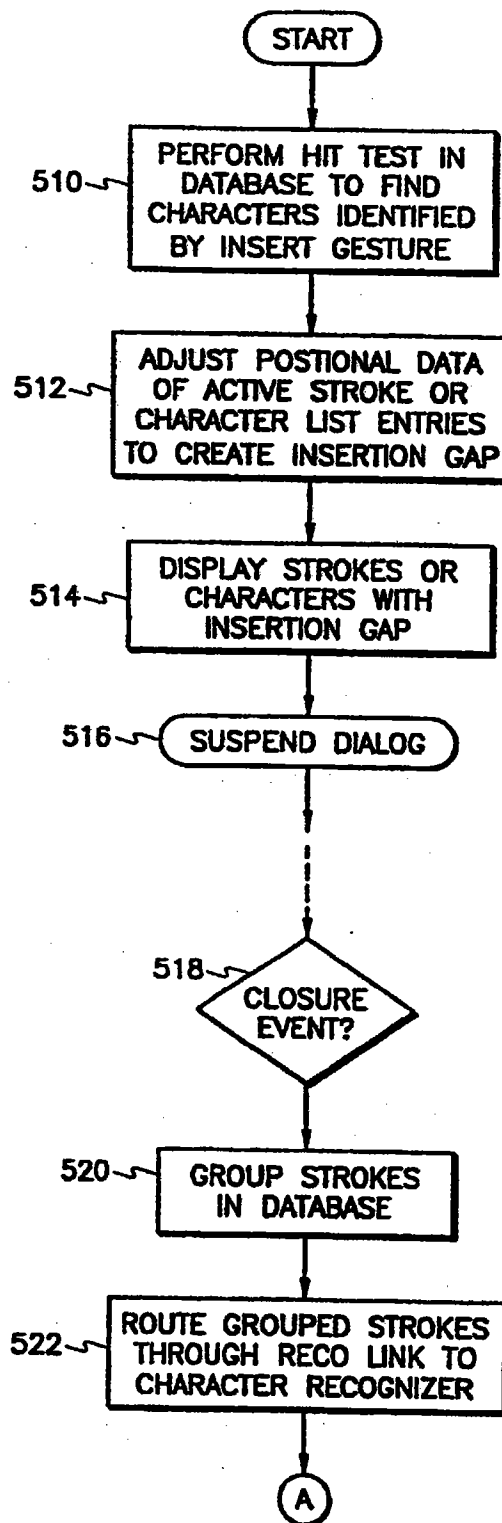 START
510
PERFORM HIT TEST IN
DATABASE TO FIND
CHARACTERS IDENTIFIED
BY INSERT GESTURE
512
ADJUST POSTIONAL DATA
OF ACTIVE STROKE OR
CHARACTER LIST ENTRIES
TO CREATE INSERTION GAP
514
DISPLAY STROKES OR
CHARACTERS WITH
INSERTION GAP
516
SUSPEND DIALOG
518
CLOSURE
EVENT?
520
GROUP STROKES
IN DATABASE
522
ROUTE GROUPED STROKES
THROUGH RECO LINK TO
CHARACTER RECOGNIZER
A